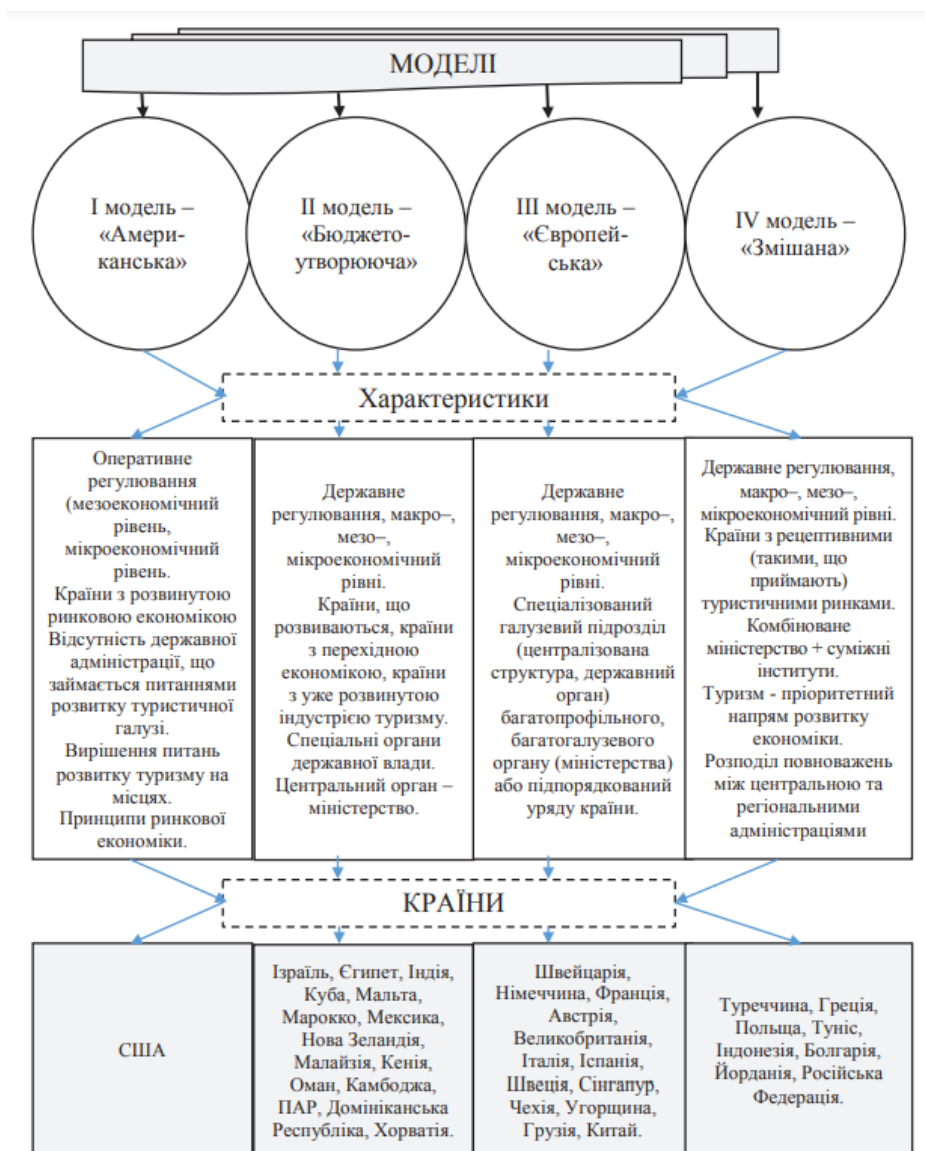 МОДЕЛІ
І модель –
«Амери-
канська»
ІІ модель –
«Бюджето-
утворююча»
ІІІ модель –
«Європей-
ська»
IV модель –
«Змішана»
Характеристики
Оперативне
регулювання
(мезоекономічний
рівень,
мікроекономічний
рівень.
Країни з розвинутою
ринковою економікою
Відсутність державної
адміністрації, що
займається питаннями
розвитку туристичної
галузі.
Вирішення питань
розвитку туризму на
місцях.
Принципи ринкової
економіки.
Державне
регулювання, макро–,
мезо–,
мікроекономічний
рівні.
Країни, що
розвиваються, країни
з перехідною
економікою, країни
з уже розвинутою
індустрією туризму.
Спеціальні органи
державної влади.
Центральний орган –
міністерство.
Державне
регулювання, макро–,
мезо–,
мікроекономічний
рівні.
Спеціалізований
галузевий підрозділ
(централізована
структура, державний
орган)
багатопрофільного,
багатогалузевого
органу (міністерства)
або підпорядкований
уряду країни.
Державне регулювання,
макро–, мезо–,
мікроекономічний рівні.
Країни з рецептивними
(такими, що
приймають)
туристичними ринками.
Комбіноване
міністерство + суміжні
інститути.
Туризм - пріоритетний
напрям розвитку
економіки.
Розподіл повноважень
між центральною та
регіональними
адміністраціями
КРАЇНИ
США
Ізраїль, Єгипет, Індія,
Куба, Мальта,
Марокко, Мексика,
Нова Зеландія,
Малайзія, Кенія,
Оман, Камбоджа,
ПАР, Домініканська
Республіка, Хорватія.
Швейцарія,
Німеччина, Франція,
Австрія,
Великобританія,
Італія, Іспанія,
Швеція, Сінгапур,
Чехія, Угорщина,
Грузія, Китай.
Туреччина, Греція,
Польща, Туніс,
Індонезія, Болгарія,
Йорданія, Російська
Федерація.